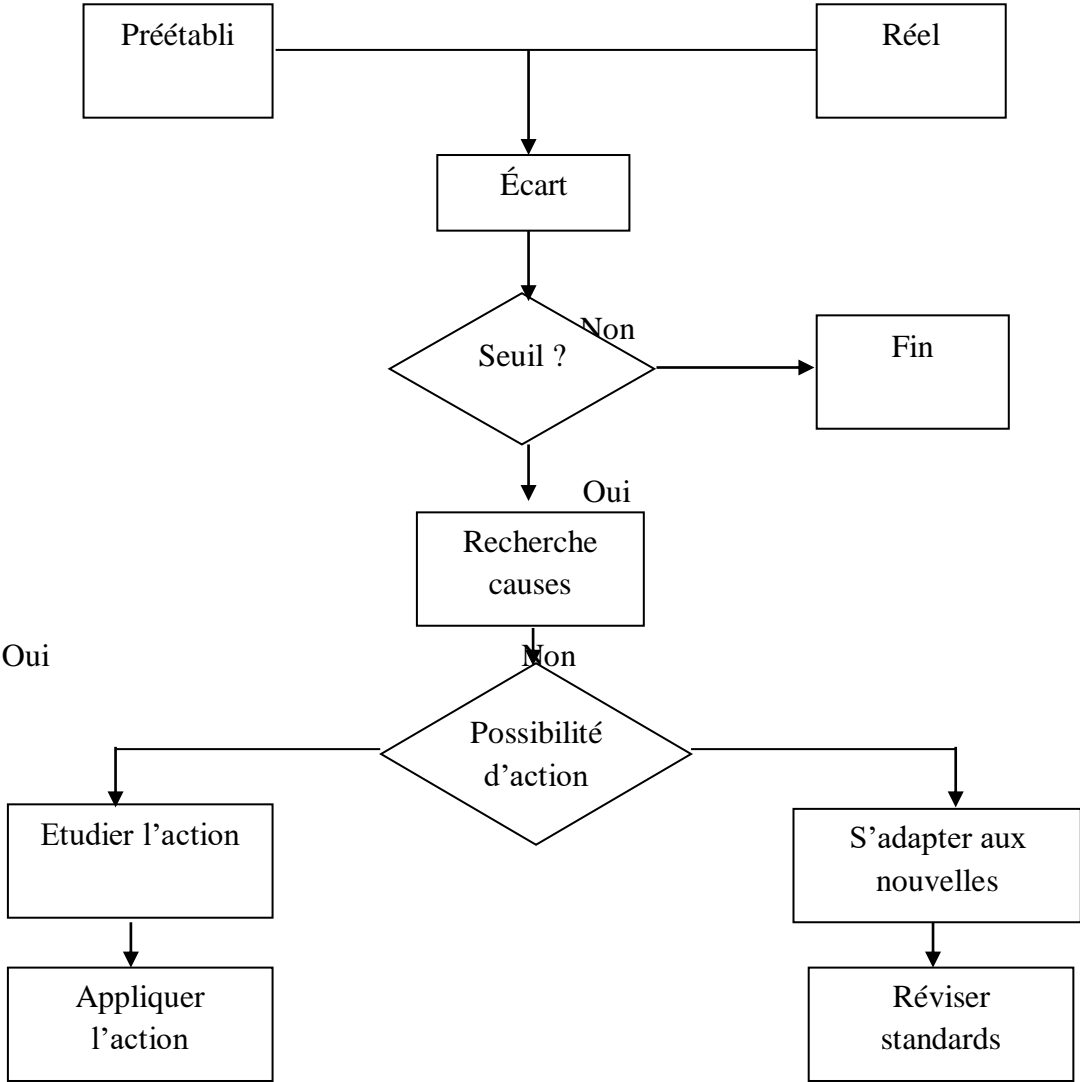 Préétabli
Réel
Écart
Non
Seuil ?
Fin
Oui
Recherche
causes
Oui
Non
Possibilité
d’action
Etudier l’action
S’adapter aux
nouvelles
Appliquer
l’action
Réviser
standards